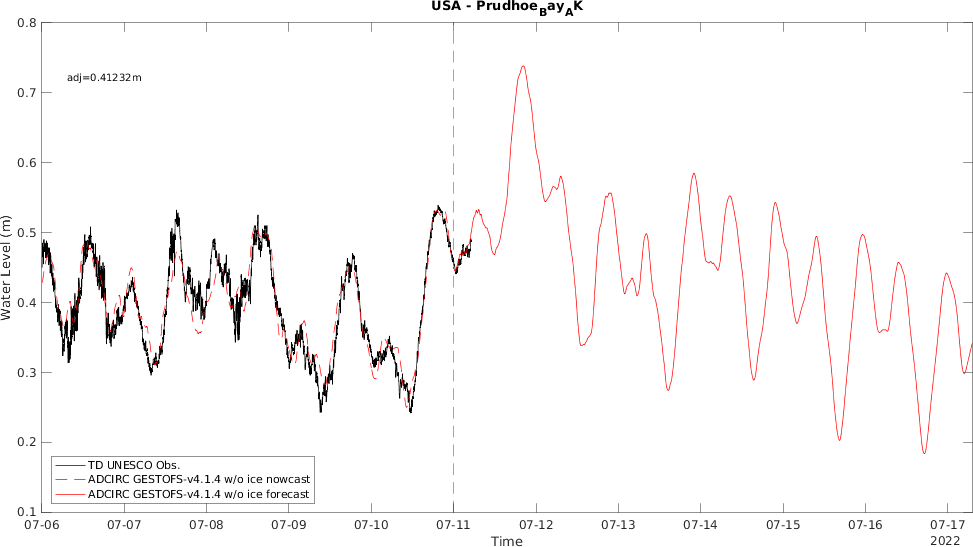 USA - Prudhoe_Bay_AK
adj=0.41232m
Water Level (m)
0.8
0.7
0.6
0.5
0.4
0.3
0.2
0.1
TD UNESCO Obs.
ADCIRC GESTOFS-v4.1.4 w/o ice nowcast
ADCIRC GESTOFS-v4.1.4 w/o ice forecast
07-06 07-07 07-08 07-09 07-10 07-11 07-12 07-13 07-14 07-15 07-16 07-17
Time
2022